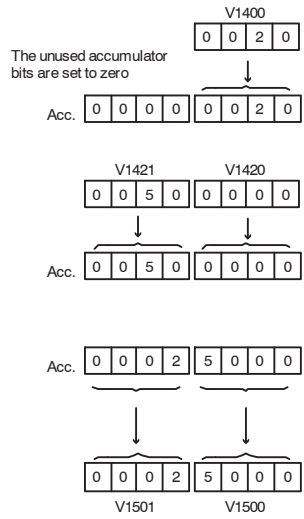 V1400
0 0 2 0
The unused accumulator
bits are set to zero
Acc. 0 0 0 0 0 0 2 0
V1421 V1420
0 0 5 0 0 0 0 0
Acc. 0 0 5 0 0 0 0 0
Acc. 0 0 0 2 5 0 0 0
0 0 0 2 5 0 0 0
V1501 V1500